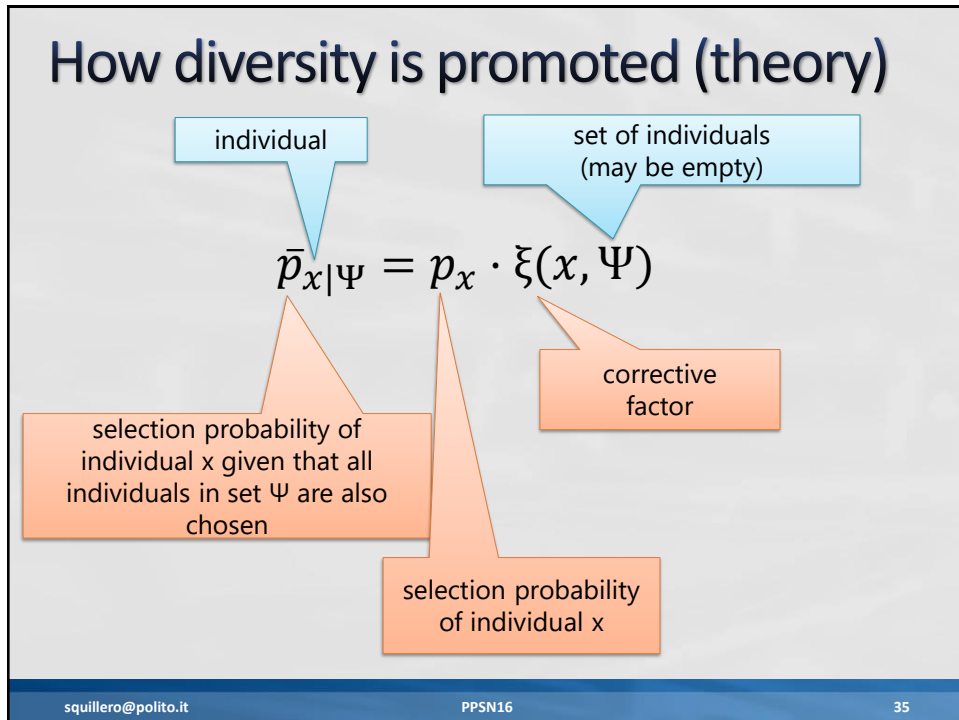 How diversity is promoted (theory)
individual
set of individuals
(may be empty)
p̄ₓ|Ψ = pₓ · ξ(x, Ψ)
corrective
factor
selection probability of
individual x given that all
individuals in set Ψ are also
chosen
selection probability
of individual x
squillero@polito.it PPSN16 35